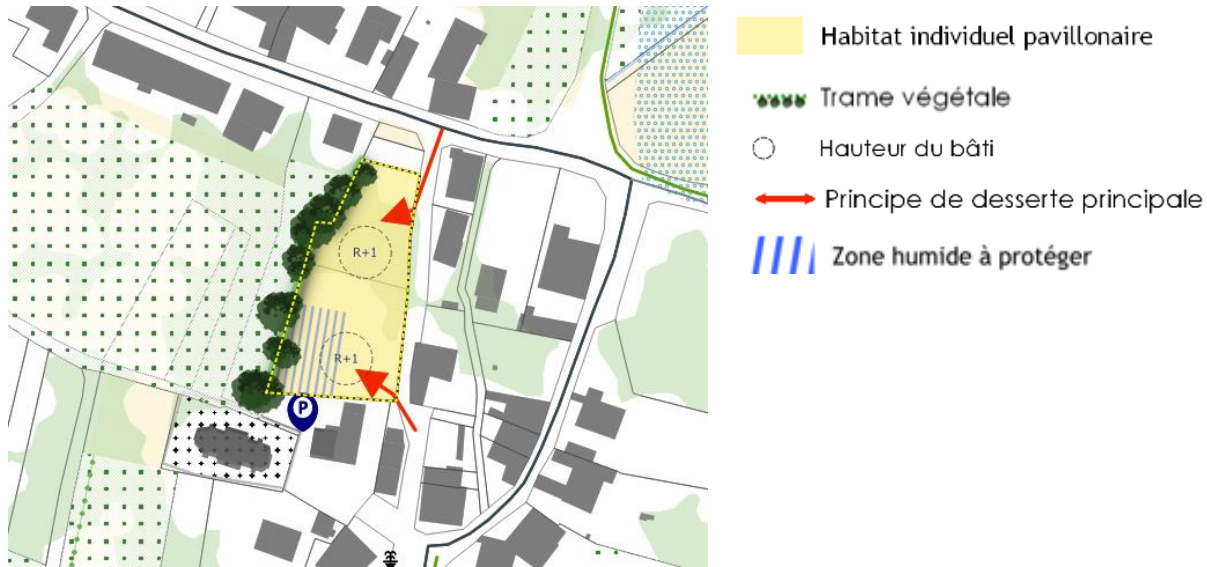 R+1
R+1
P
Habitat individuel pavillonaire
Trame végétale
Hauteur du bâti
Principe de desserte principale
Zone humide à protéger